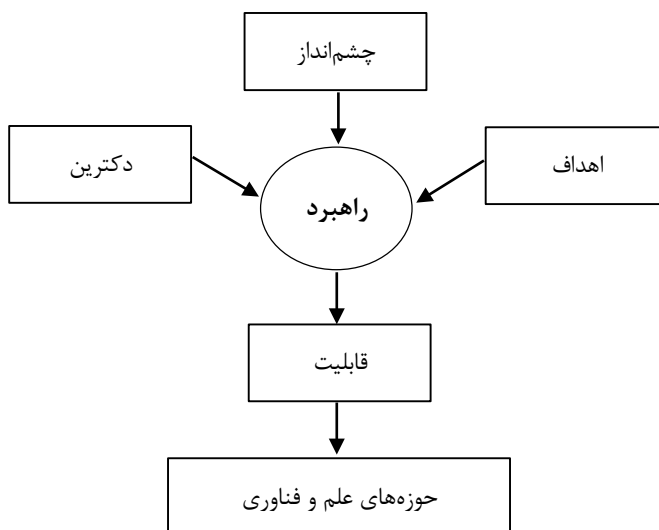 چشم‌انداز
اهداف
دکترین
راهبرد
قابلیت
حوزه‌های علم و فناوری